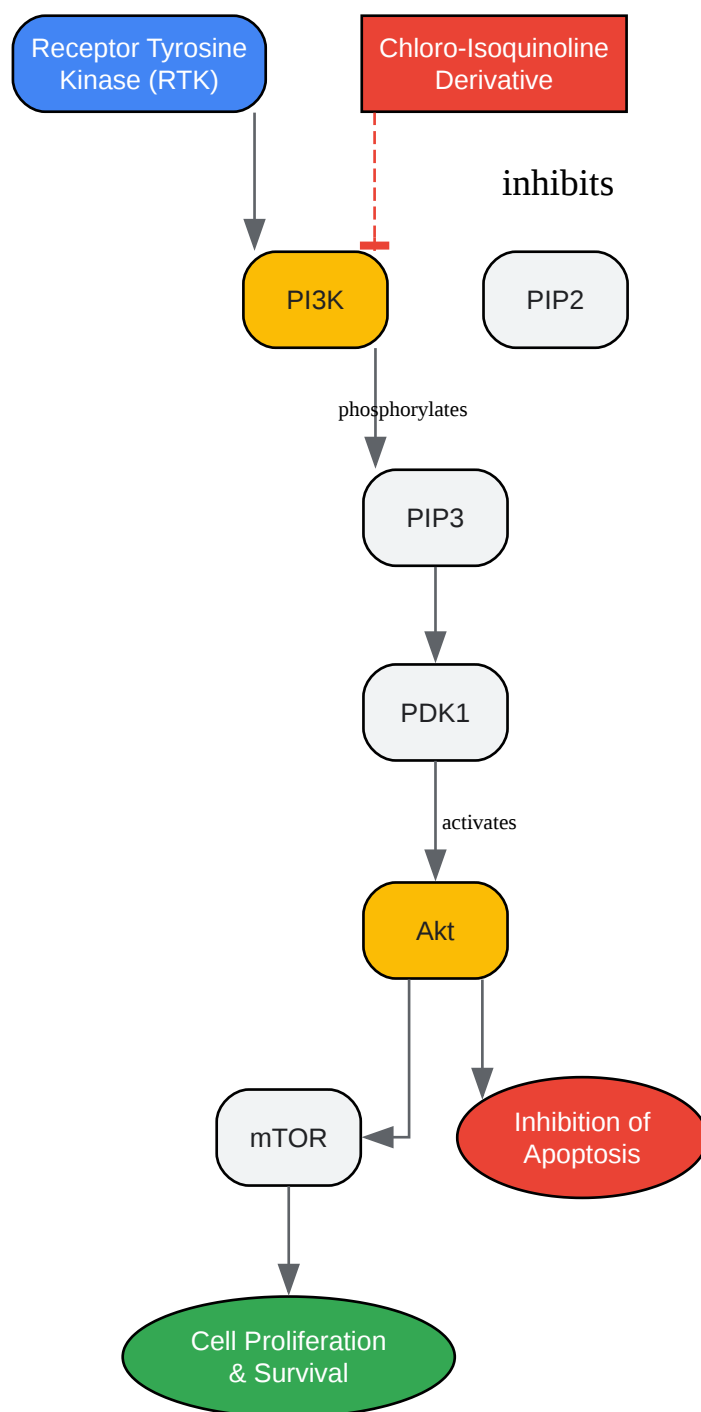 Receptor Tyrosine
Kinase (RTK)
Chloro-Isoquinoline
Derivative
inhibits
PI3K
PIP2
phosphorylates
PIP3
PDK1
activates
Akt
mTOR
Inhibition of
Apoptosis
Cell Proliferation
& Survival